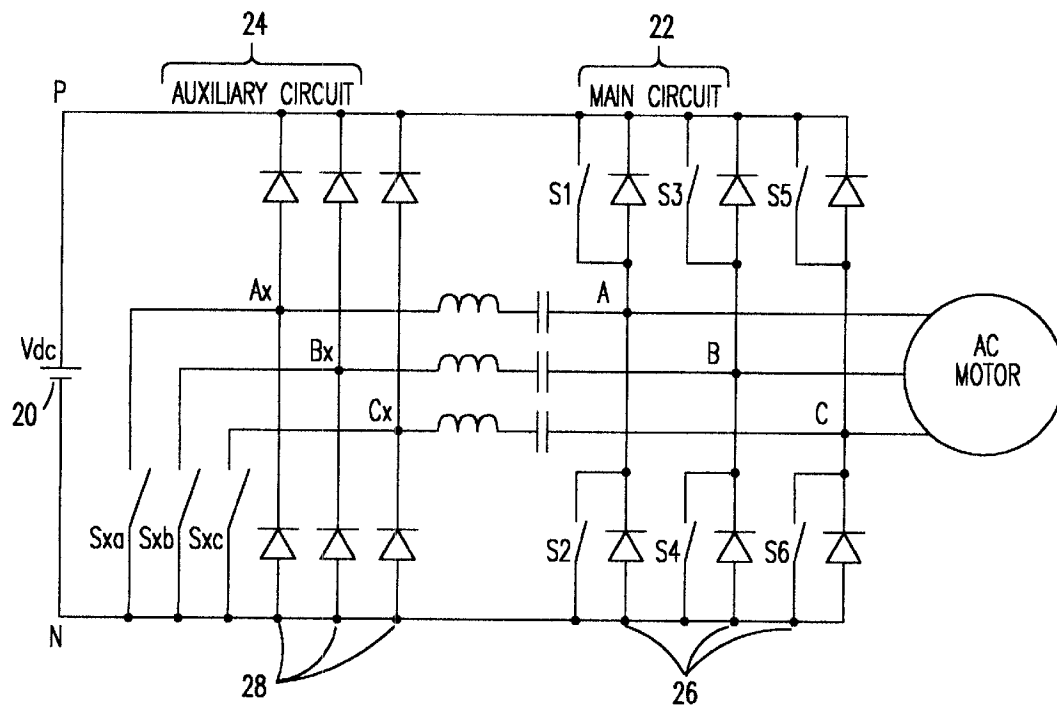 24
22
P
AUXILIARY CIRCUIT
MAIN CIRCUIT
S1
S3
S5
Ax
A
Vdc
Bx
B
AC
MOTOR
20
Cx
C
Sxa
Sxb
Sxc
S2
S4
S6
N
28
26